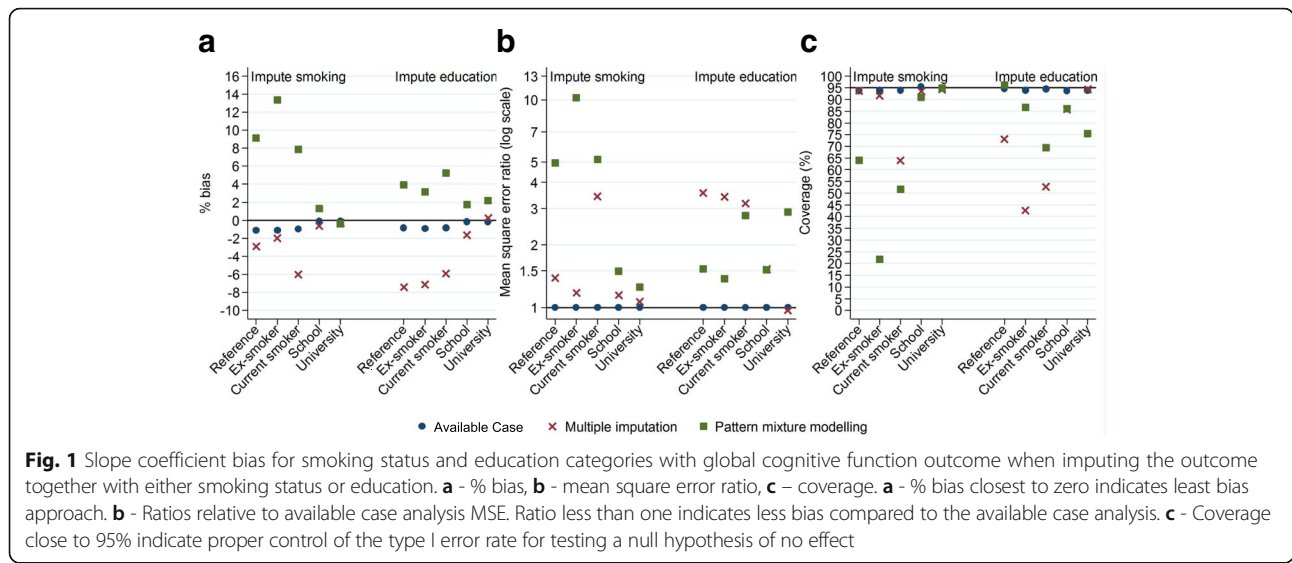 a
b
c
16
14
12
10
8
6
4
2
0
-2
-4
-6
-8
-10
% bias
Impute smoking
Impute education
Reference
Ex-smoker
Current smoker
School
University
Reference
Ex-smoker
Current smoker
School
University
13
10
7
5
4
3
2
1.5
1
Mean square error ratio (log scale)
Impute smoking
Impute education
Reference
Ex-smoker
Current smoker
School
University
Reference
Ex-smoker
Current smoker
School
University
100
95
90
85
80
75
70
65
60
55
50
45
40
35
30
25
20
15
10
5
0
Coverage (%)
Impute smoking
Impute education
Reference
Ex-smoker
Current smoker
School
University
Reference
Ex-smoker
Current smoker
School
University
Available Case
Multiple imputation
Pattern mixture modelling
Fig. 1 Slope coefficient bias for smoking status and education categories with global cognitive function outcome when imputing the outcome
together with either smoking status or education. a - % bias, b - mean square error ratio, c – coverage. a - % bias closest to zero indicates least bias
approach. b - Ratios relative to available case analysis MSE. Ratio less than one indicates less bias compared to the available case analysis. c - Coverage
close to 95% indicate proper control of the type I error rate for testing a null hypothesis of no effect